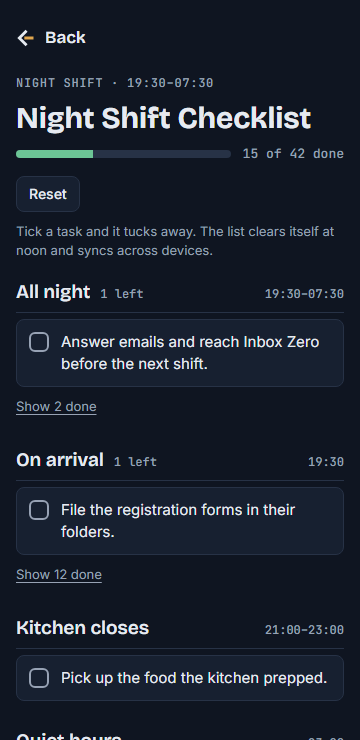 Back
NIGHT SHIFT · 19:30–07:30
Night Shift Checklist
15 of 42 done
Reset
Tick a task and it tucks away. The list clears itself at
noon and syncs across devices.
All night 1 left 19:30–07:30
Answer emails and reach Inbox Zero
before the next shift.
Show 2 done
On arrival 1 left 19:30
File the registration forms in their
folders.
Show 12 done
Kitchen closes 21:00–23:00
Pick up the food the kitchen prepped.
Quiet hours